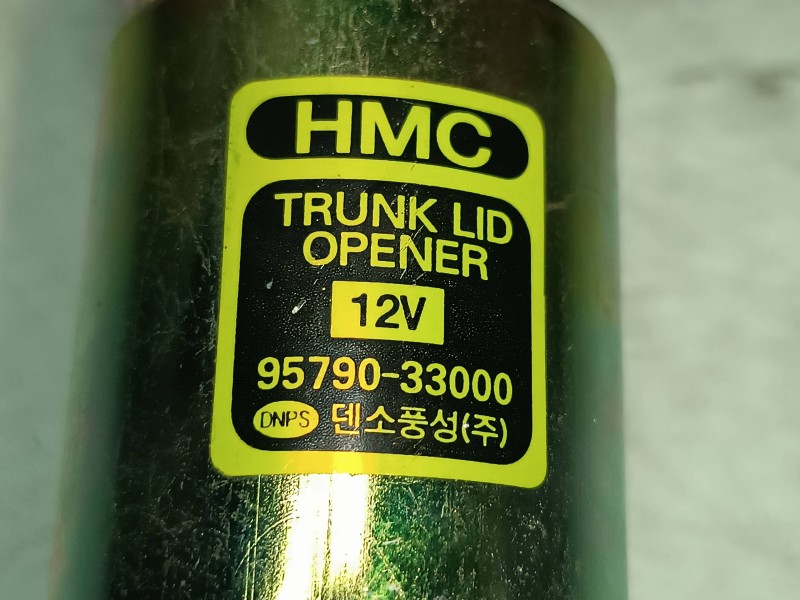 HMC
TRUNK LID
OPENER
12V
95790-33000
DNPS 덴소풍성(주)